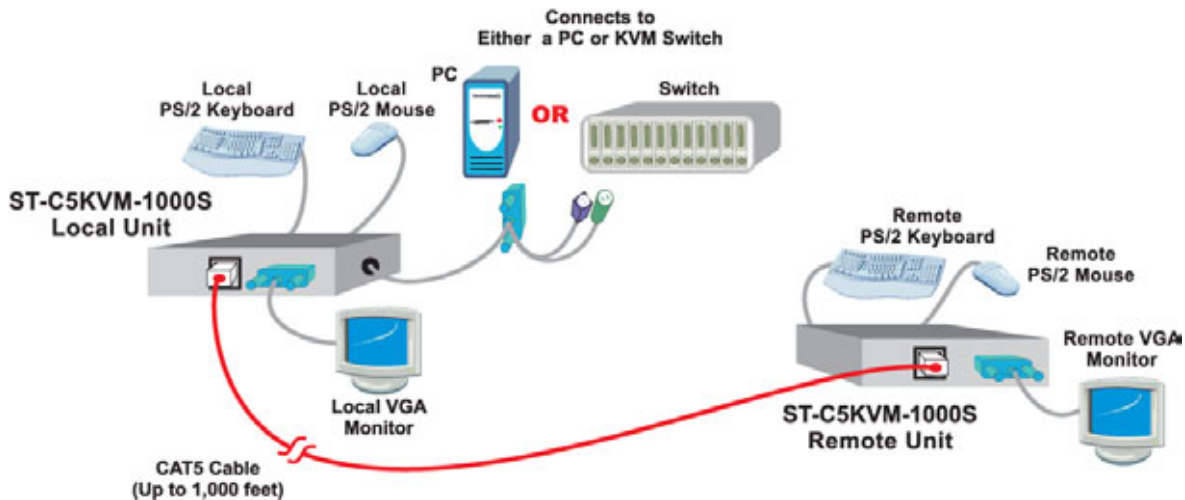 Connects to
Either a PC or KVM Switch
PC
OR
Switch
Local
PS/2 Keyboard
Local
PS/2 Mouse
ST-C5KVM-1000S
Local Unit
Local VGA
Monitor
CAT5 Cable
(Up to 1,000 feet)
Remote
PS/2 Keyboard
Remote
PS/2 Mouse
Remote VGA
Monitor
ST-C5KVM-1000S
Remote Unit